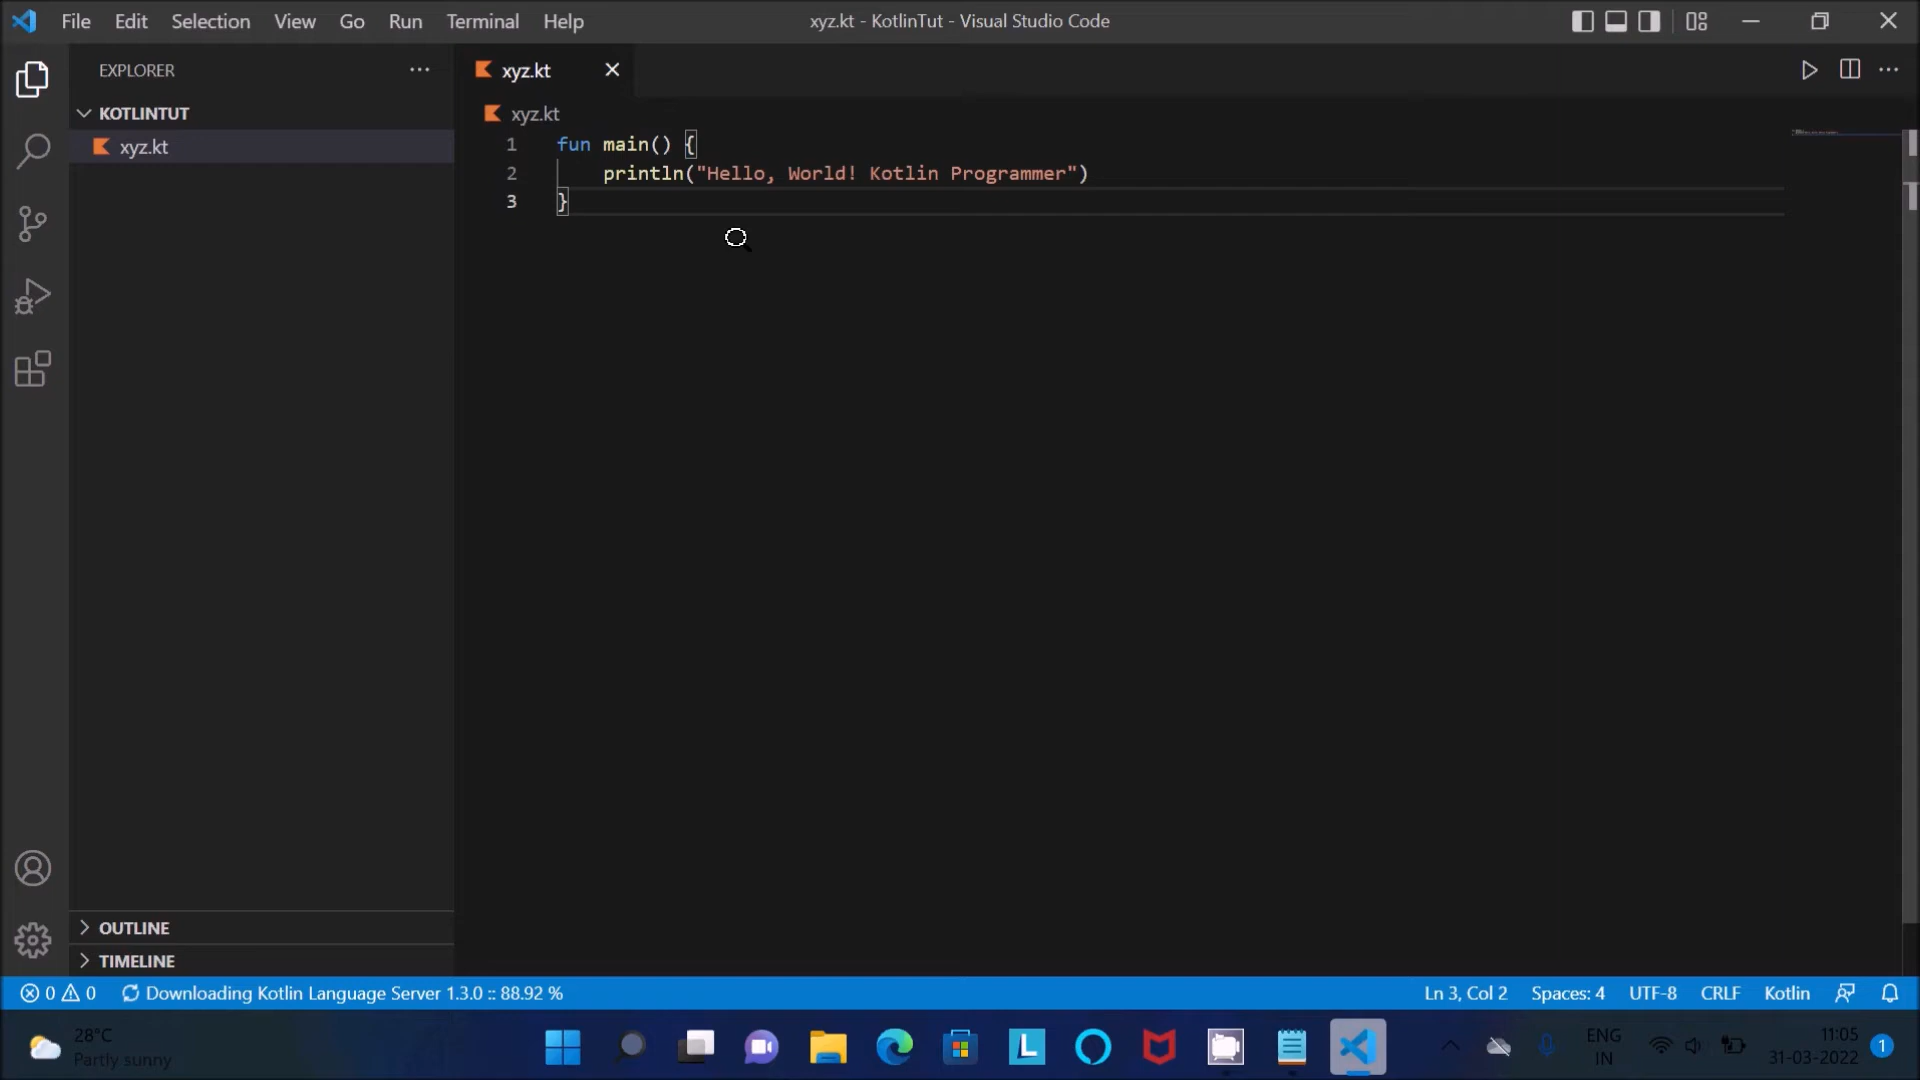 File Edit Selection View Go Run Terminal Help
xyz.kt - KotlinTut - Visual Studio Code
EXPLORER ···
KOTLINTUT
xyz.kt
xyz.kt
xyz.kt
1 fun main() {
2     println("Hello, World! Kotlin Programmer")
3 }
OUTLINE
TIMELINE
0 0 Downloading Kotlin Language Server 1.3.0 :: 88.92 %
Ln 3, Col 2 Spaces: 4 UTF-8 CRLF Kotlin
28°C
Partly sunny
L
ENG
IN
11:05
31-03-2022
1